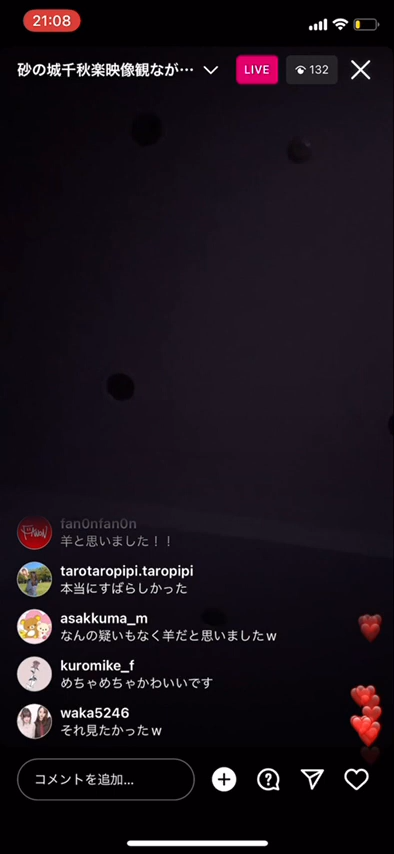 21:08
砂の城千秋楽映像観なが…
LIVE
132
fan0nfan0n
羊と思いました！！
tarotaropipi.taropipi
本当にすばらしかった
asakkuma_m
なんの疑いもなく羊だと思いましたw
kuromike_f
めちゃめちゃかわいいです
waka5246
それ見たかったw
コメントを追加...